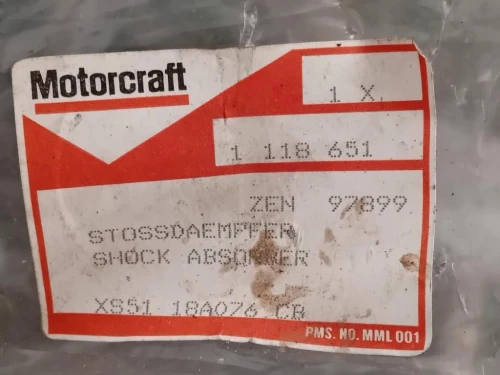 Motorcraft
1 X
1 118 651
ZEN 97899
STOSSDAEMPFER
SHOCK ABSORBER
XS51 18A076 CB
PMS. NO. MML 001